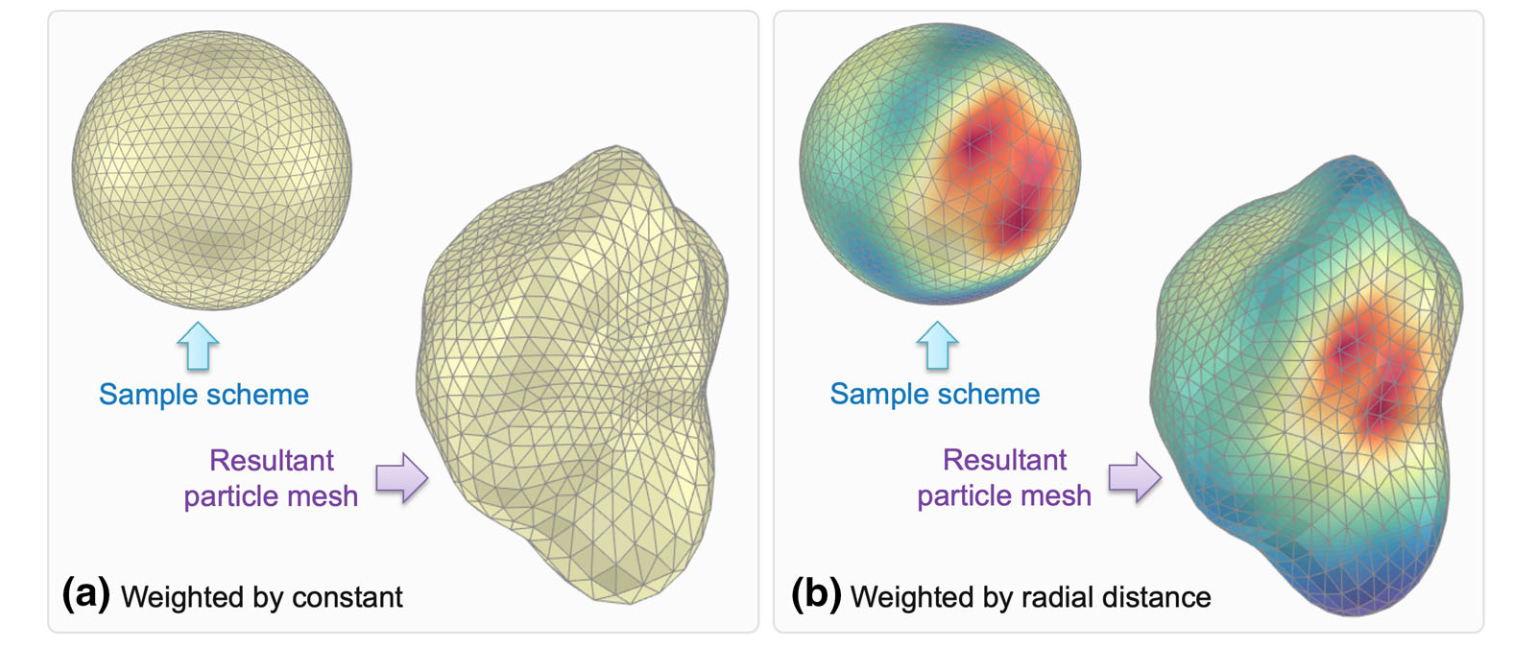 Sample scheme
Resultant
particle mesh
(a) Weighted by constant
Sample scheme
Resultant
particle mesh
(b) Weighted by radial distance